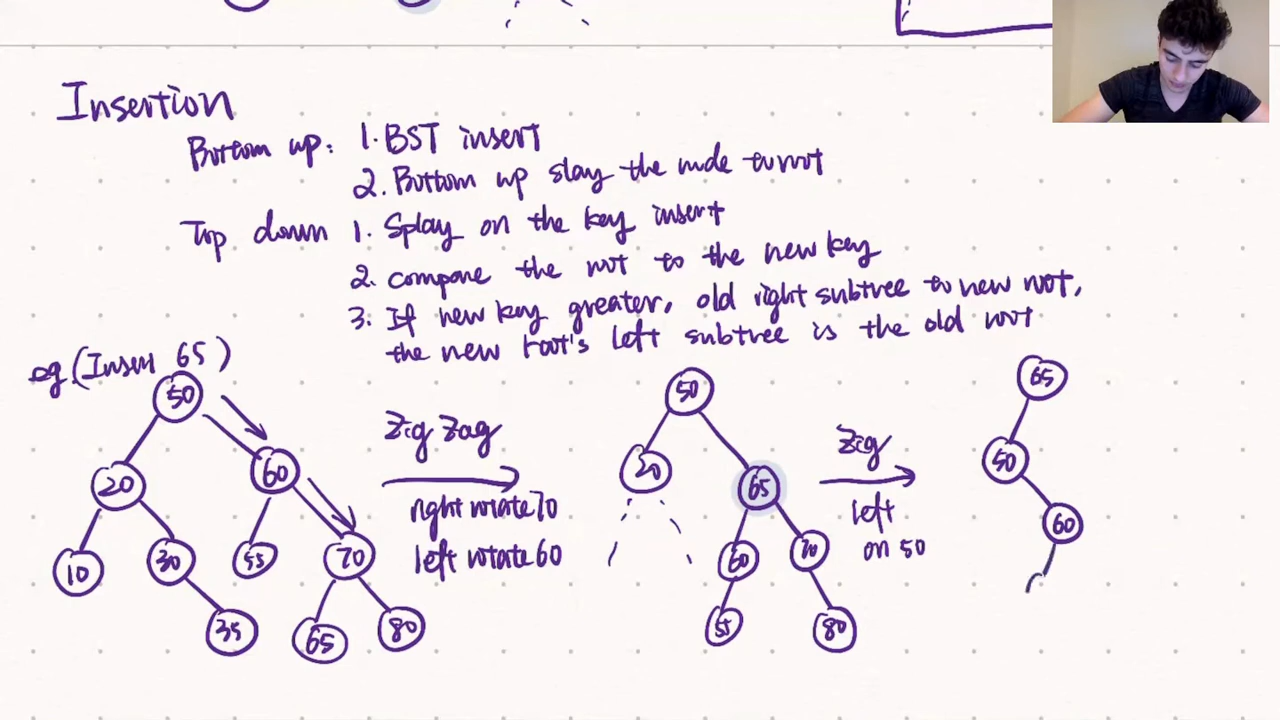 Insertion
Bottom up: 1. BST insert
2. Bottom up slay the node to root
Top down 1. Splay on the key insert
2. compare the root to the new key
3. If new key greater, old right subtree to new root,
the new root's left subtree is the old root
eg (Insert 65)
50
20
60
10
30
55
70
35
65
80
Zig Zag
right rotate 70
left rotate 60
50
20
65
60
70
55
80
Zig
left
on 50
65
50
60